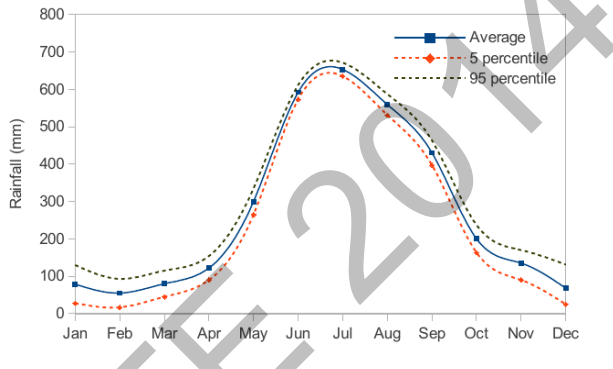 800
700
600
500
400
300
200
100
0
Rainfall (mm)
Jan Feb Mar Apr May Jun Jul Aug Sep Oct Nov Dec
Average
5 percentile
95 percentile
E 2014